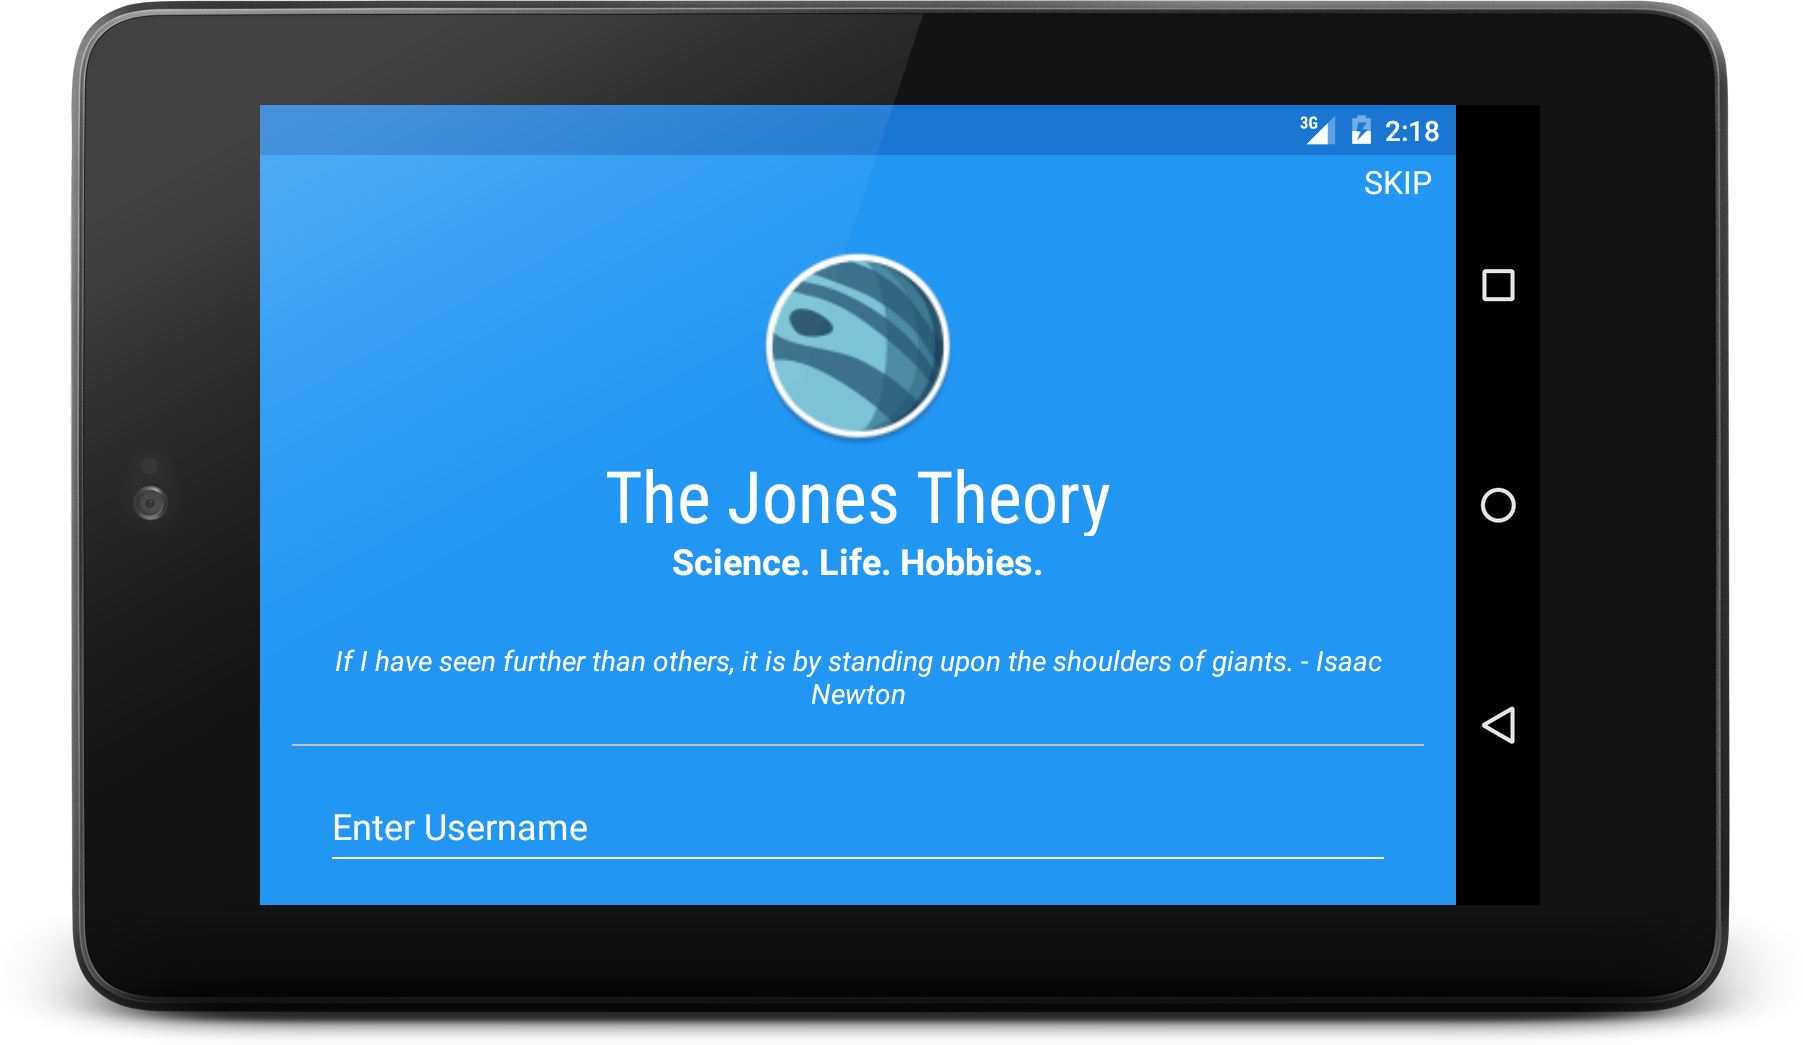 3G 2:18
SKIP
The Jones Theory
Science. Life. Hobbies.
If I have seen further than others, it is by standing upon the shoulders of giants. - Isaac
Newton
Enter Username